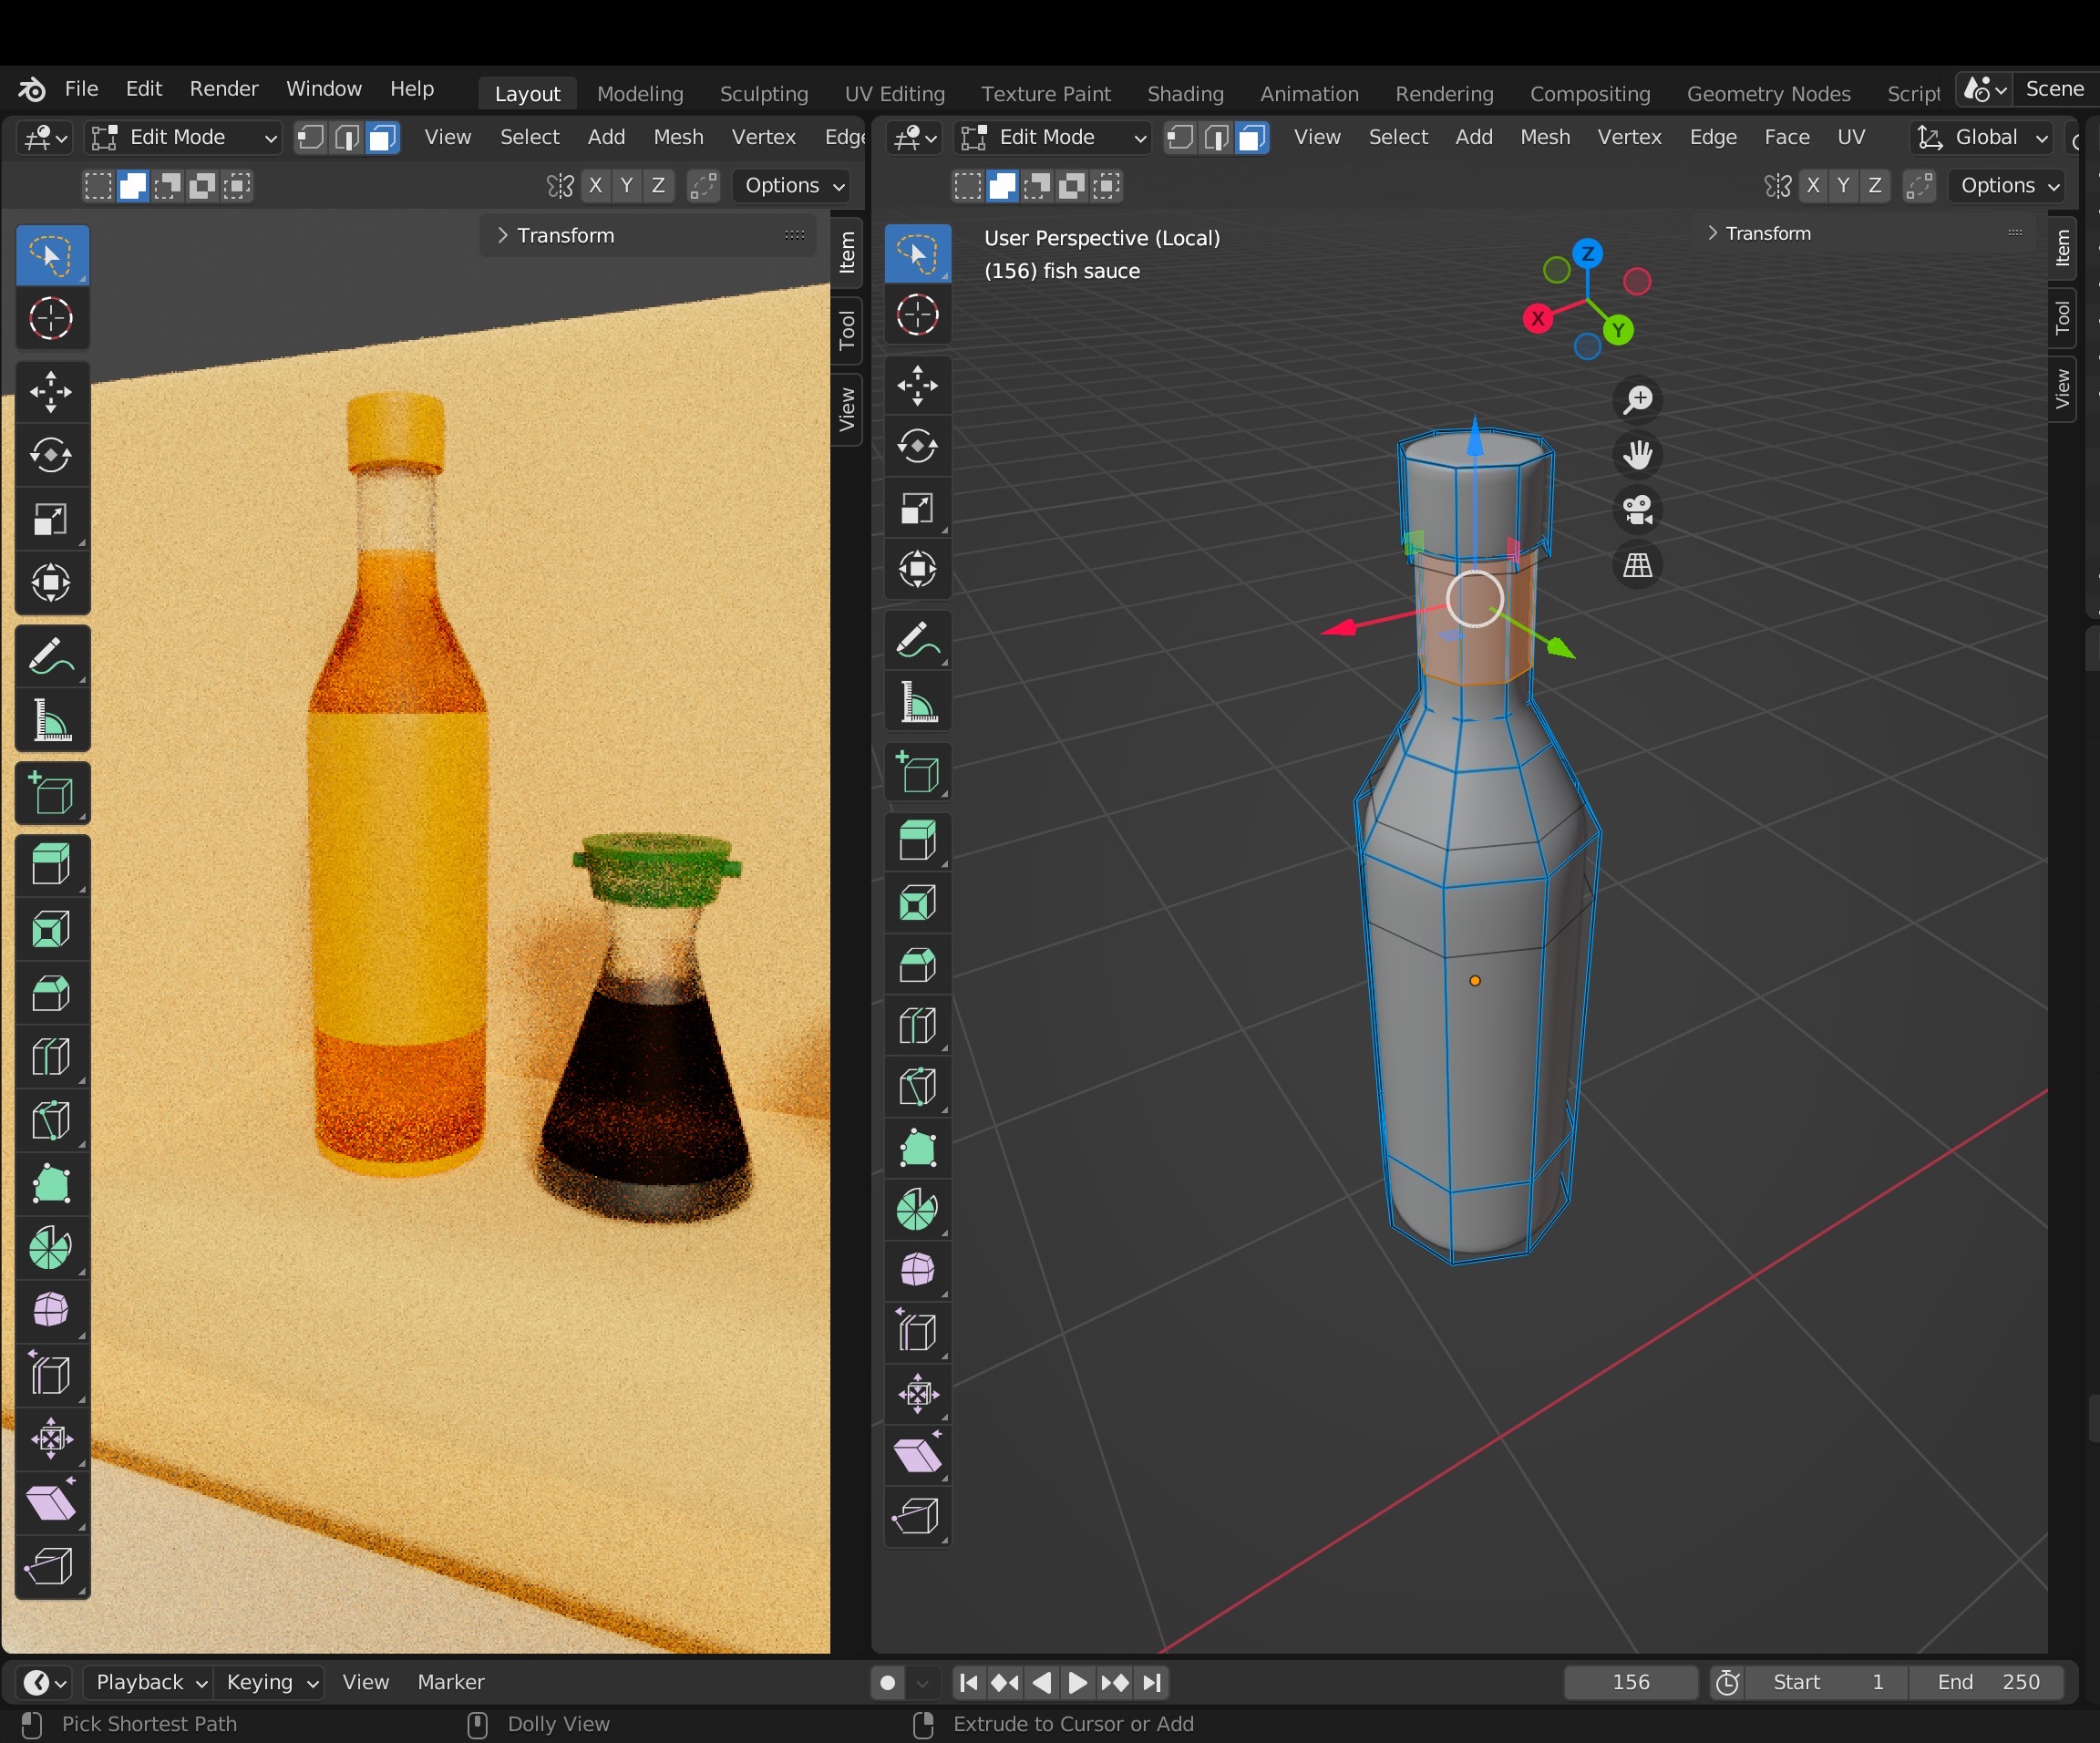 File Edit Render Window Help Layout Modeling Sculpting UV Editing Texture Paint Shading Animation Rendering Compositing Geometry Nodes Script Scene
Edit Mode View Select Add Mesh Vertex Edge
X Y Z Options
Transform
Item
Tool
View
Edit Mode View Select Add Mesh Vertex Edge Face UV Global
X Y Z Options
User Perspective (Local)
(156) fish sauce
Transform
Z
X
Y
Item
Tool
View
Playback Keying View Marker 156 Start 1 End 250
Pick Shortest Path Dolly View Extrude to Cursor or Add